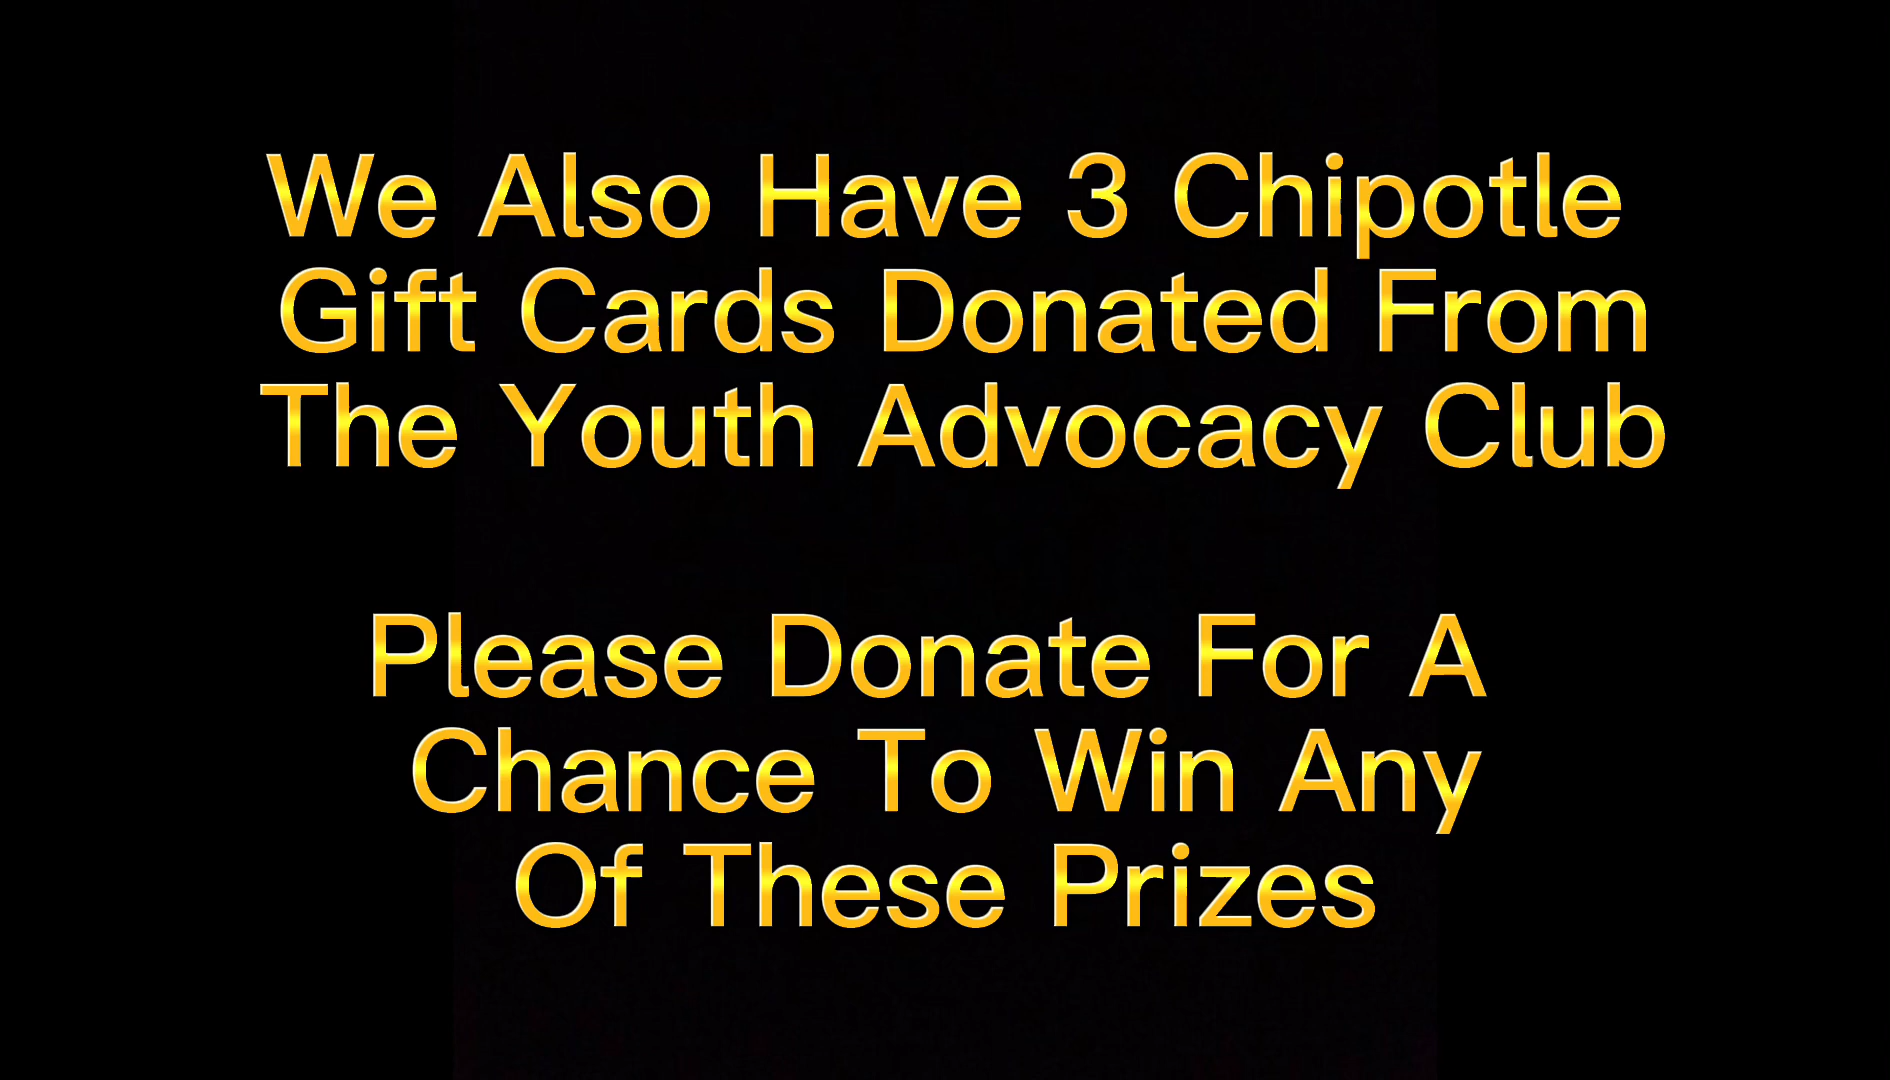 We Also Have 3 Chipotle
Gift Cards Donated From
The Youth Advocacy Club
Please Donate For A
Chance To Win Any
Of These Prizes